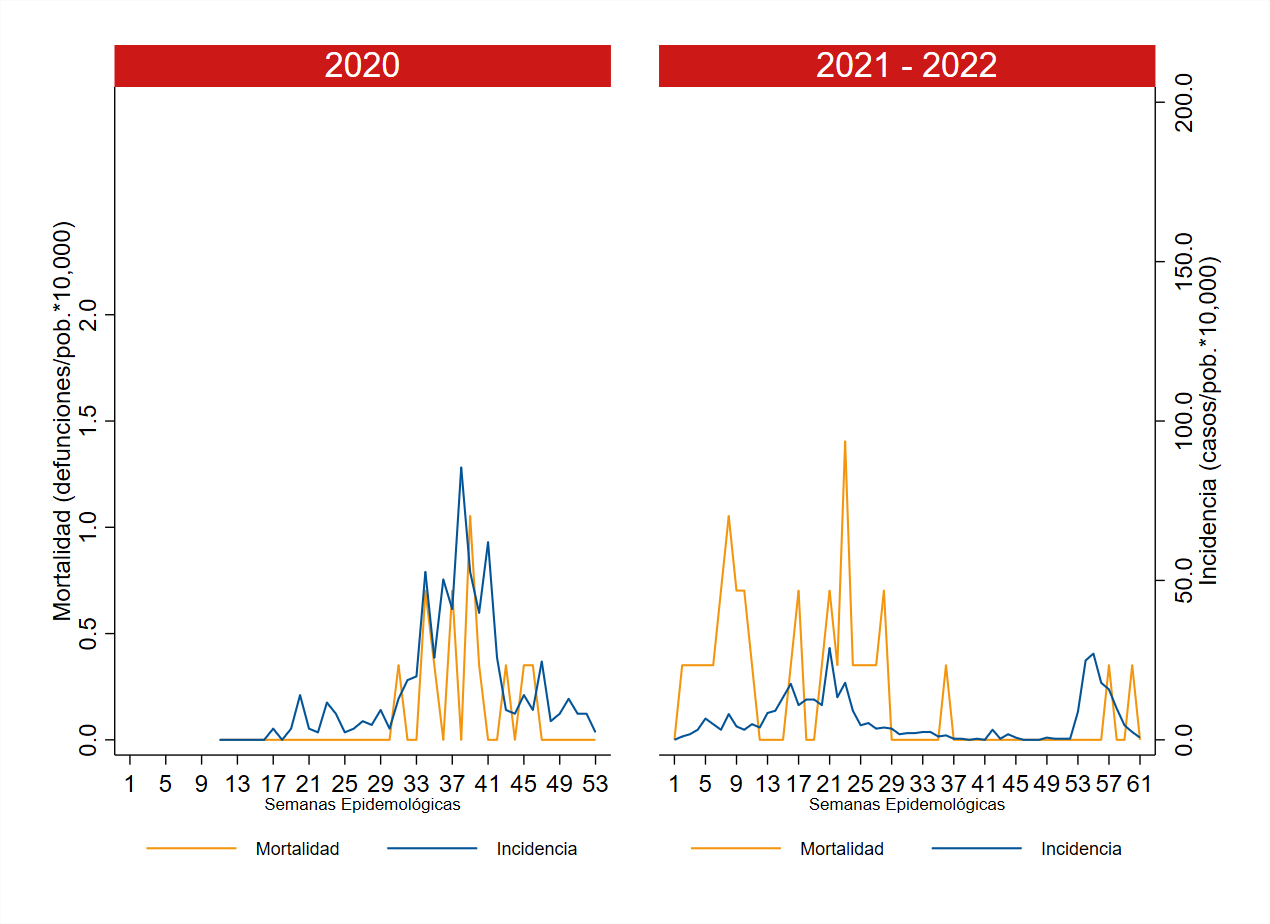 2020
2021 - 2022
Mortalidad (defunciones/pob.*10,000)
0.0 0.5 1.0 1.5 2.0
Incidencia (casos/pob.*10,000)
0.0 50.0 100.0 150.0 200.0
1 5 9 13 17 21 25 29 33 37 41 45 49 53
Semanas Epidemológicas
Mortalidad Incidencia
1 5 9 13 17 21 25 29 33 37 41 45 49 53 57 61
Semanas Epidemológicas
Mortalidad Incidencia